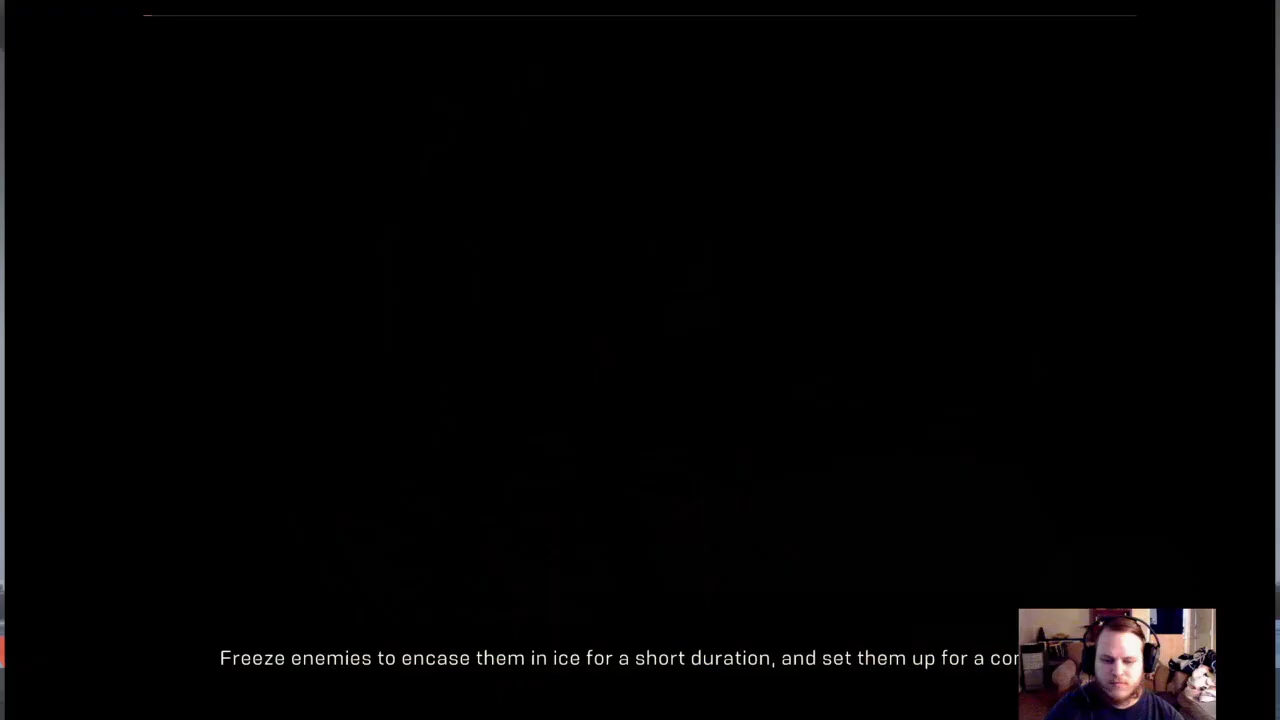 Freeze enemies to encase them in ice for a short duration, and set them up for a